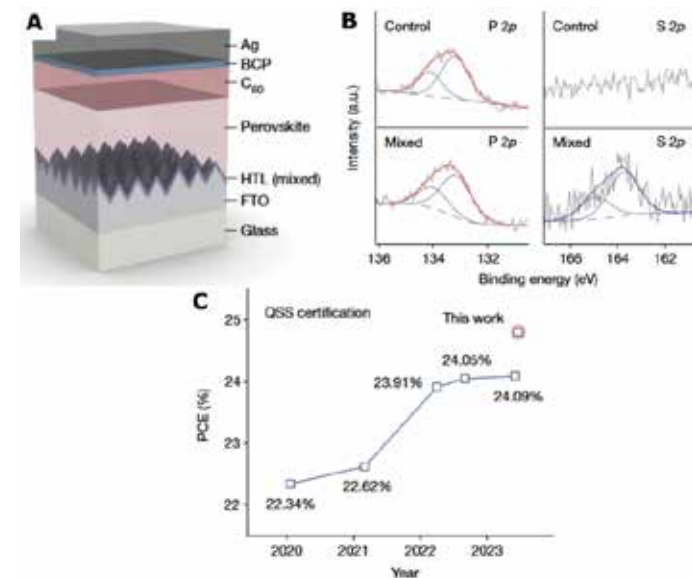 A
Ag
BCP
C₆₀
Perovskite
HTL (mixed)
FTO
Glass
B
Control P 2p
Mixed P 2p
Control S 2p
Mixed S 2p
Intensity (a.u.)
136 134 132
166 164 162
Binding energy (eV)
C
QSS certification
This work
25
24
23
22
PCE (%)
22.34%
22.62%
23.91%
24.05%
24.09%
2020 2021 2022 2023
Year